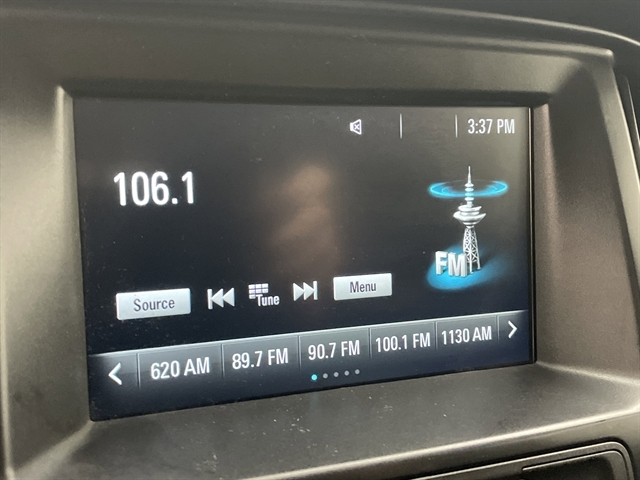 3:37 PM
106.1
FM
Source
Tune
Menu
620 AM
89.7 FM
90.7 FM
100.1 FM
1130 AM